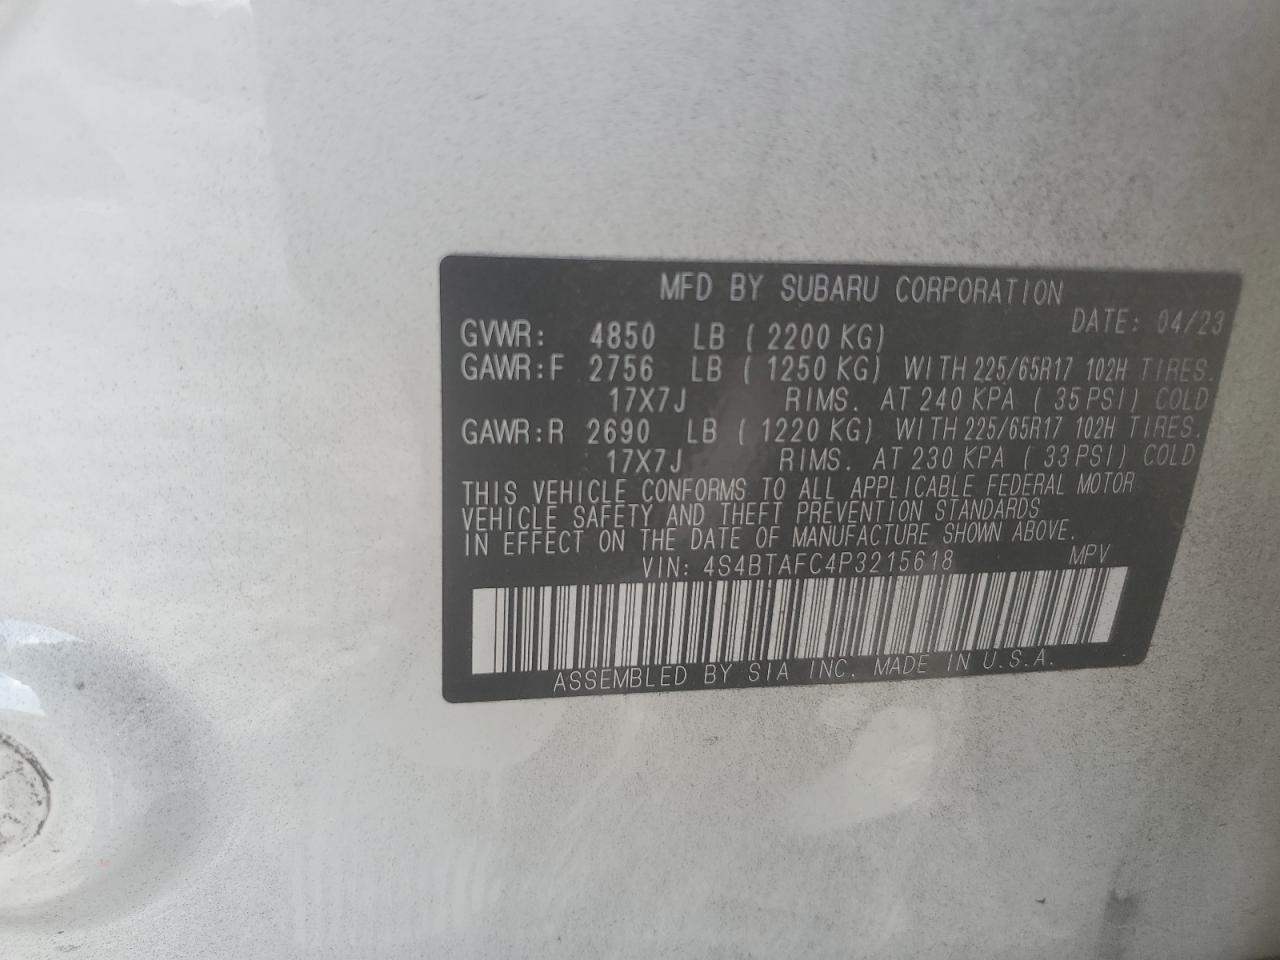 MFD BY SUBARU CORPORATION
DATE: 04/23
GVWR: 4850 LB ( 2200 KG)
GAWR:F 2756 LB ( 1250 KG) WITH 225/65R17 102H TIRES.
17X7J RIMS. AT 240 KPA ( 35 PSI) COLD
GAWR:R 2690 LB ( 1220 KG) WITH 225/65R17 102H TIRES.
17X7J RIMS. AT 230 KPA ( 33 PSI) COLD
THIS VEHICLE CONFORMS TO ALL APPLICABLE FEDERAL MOTOR
VEHICLE SAFETY AND THEFT PREVENTION STANDARDS
IN EFFECT ON THE DATE OF MANUFACTURE SHOWN ABOVE.
VIN: 4S4BTAFC4P3215618 MPV
ASSEMBLED BY SIA INC. MADE IN U.S.A.